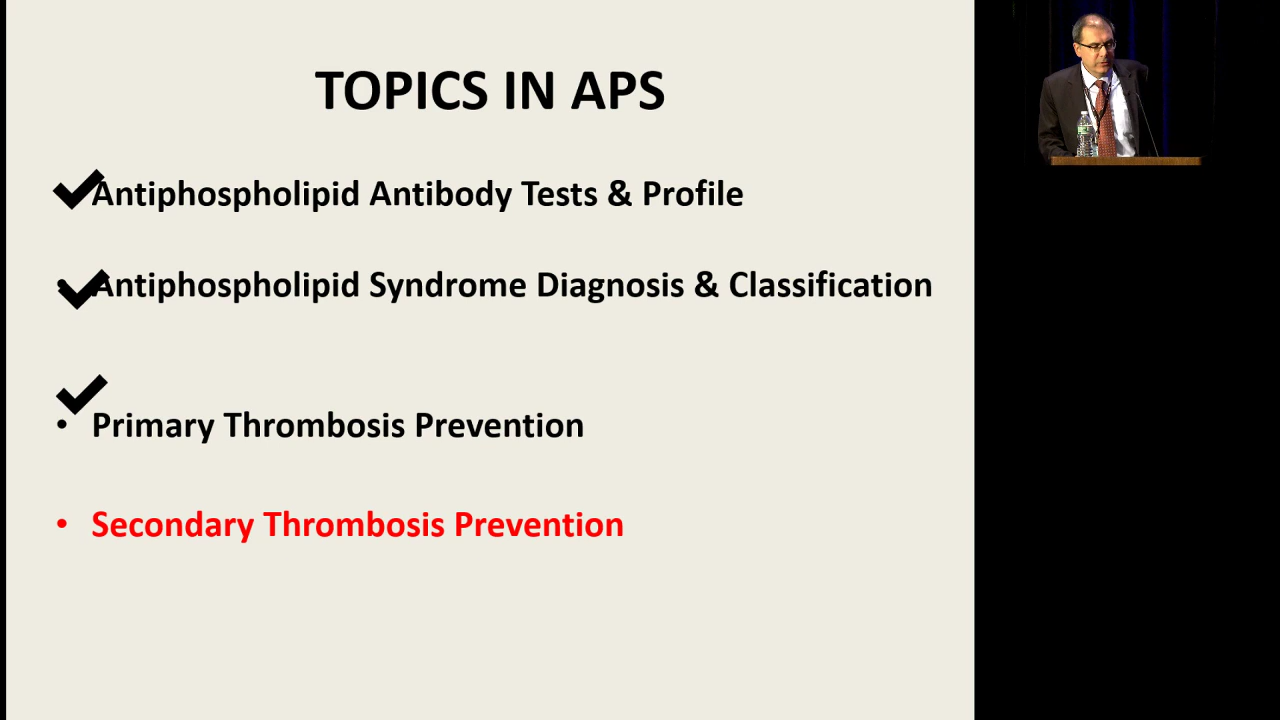 TOPICS IN APS
Antiphospholipid Antibody Tests & Profile
• Antiphospholipid Syndrome Diagnosis & Classification
• Primary Thrombosis Prevention
• Secondary Thrombosis Prevention